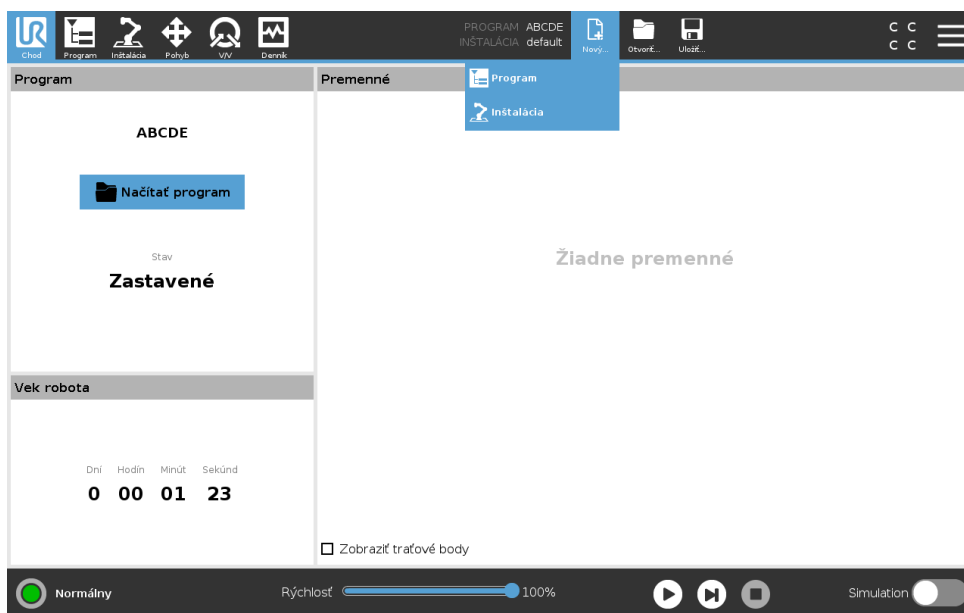 Chod
Program
Inštalácia
Pohyb
V/V
Denník
PROGRAM ABCDE
INŠTALÁCIA default
Nový...
Otvoriť...
Uložiť...
C C
C C
Program
Inštalácia
Program
ABCDE
Načítať program
Stav
Zastavené
Premenné
Žiadne premenné
Vek robota
Dní Hodín Minút Sekúnd
0 00 01 23
Zobraziť traťové body
Normálny
Rýchlosť
100%
Simulation